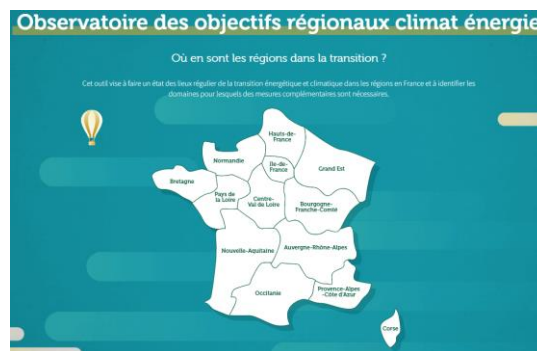 Observatoire des objectifs régionaux climat énergie
Où en sont les régions dans la transition ?
Cet outil vise à faire un état des lieux régulier de la transition énergétique et climatique dans les régions en France et à identifier les
domaines pour lesquels des mesures complémentaires sont nécessaires.
Hauts-de-
France
Normandie
Ile-de-
France
Grand Est
Bretagne
Pays de
la Loire
Centre-
Val de Loire
Bourgogne-
Franche-Comté
Nouvelle-Aquitaine
Auvergne-Rhône-Alpes
Occitanie
Provence-Alpes
-Côte d'Azur
Corse